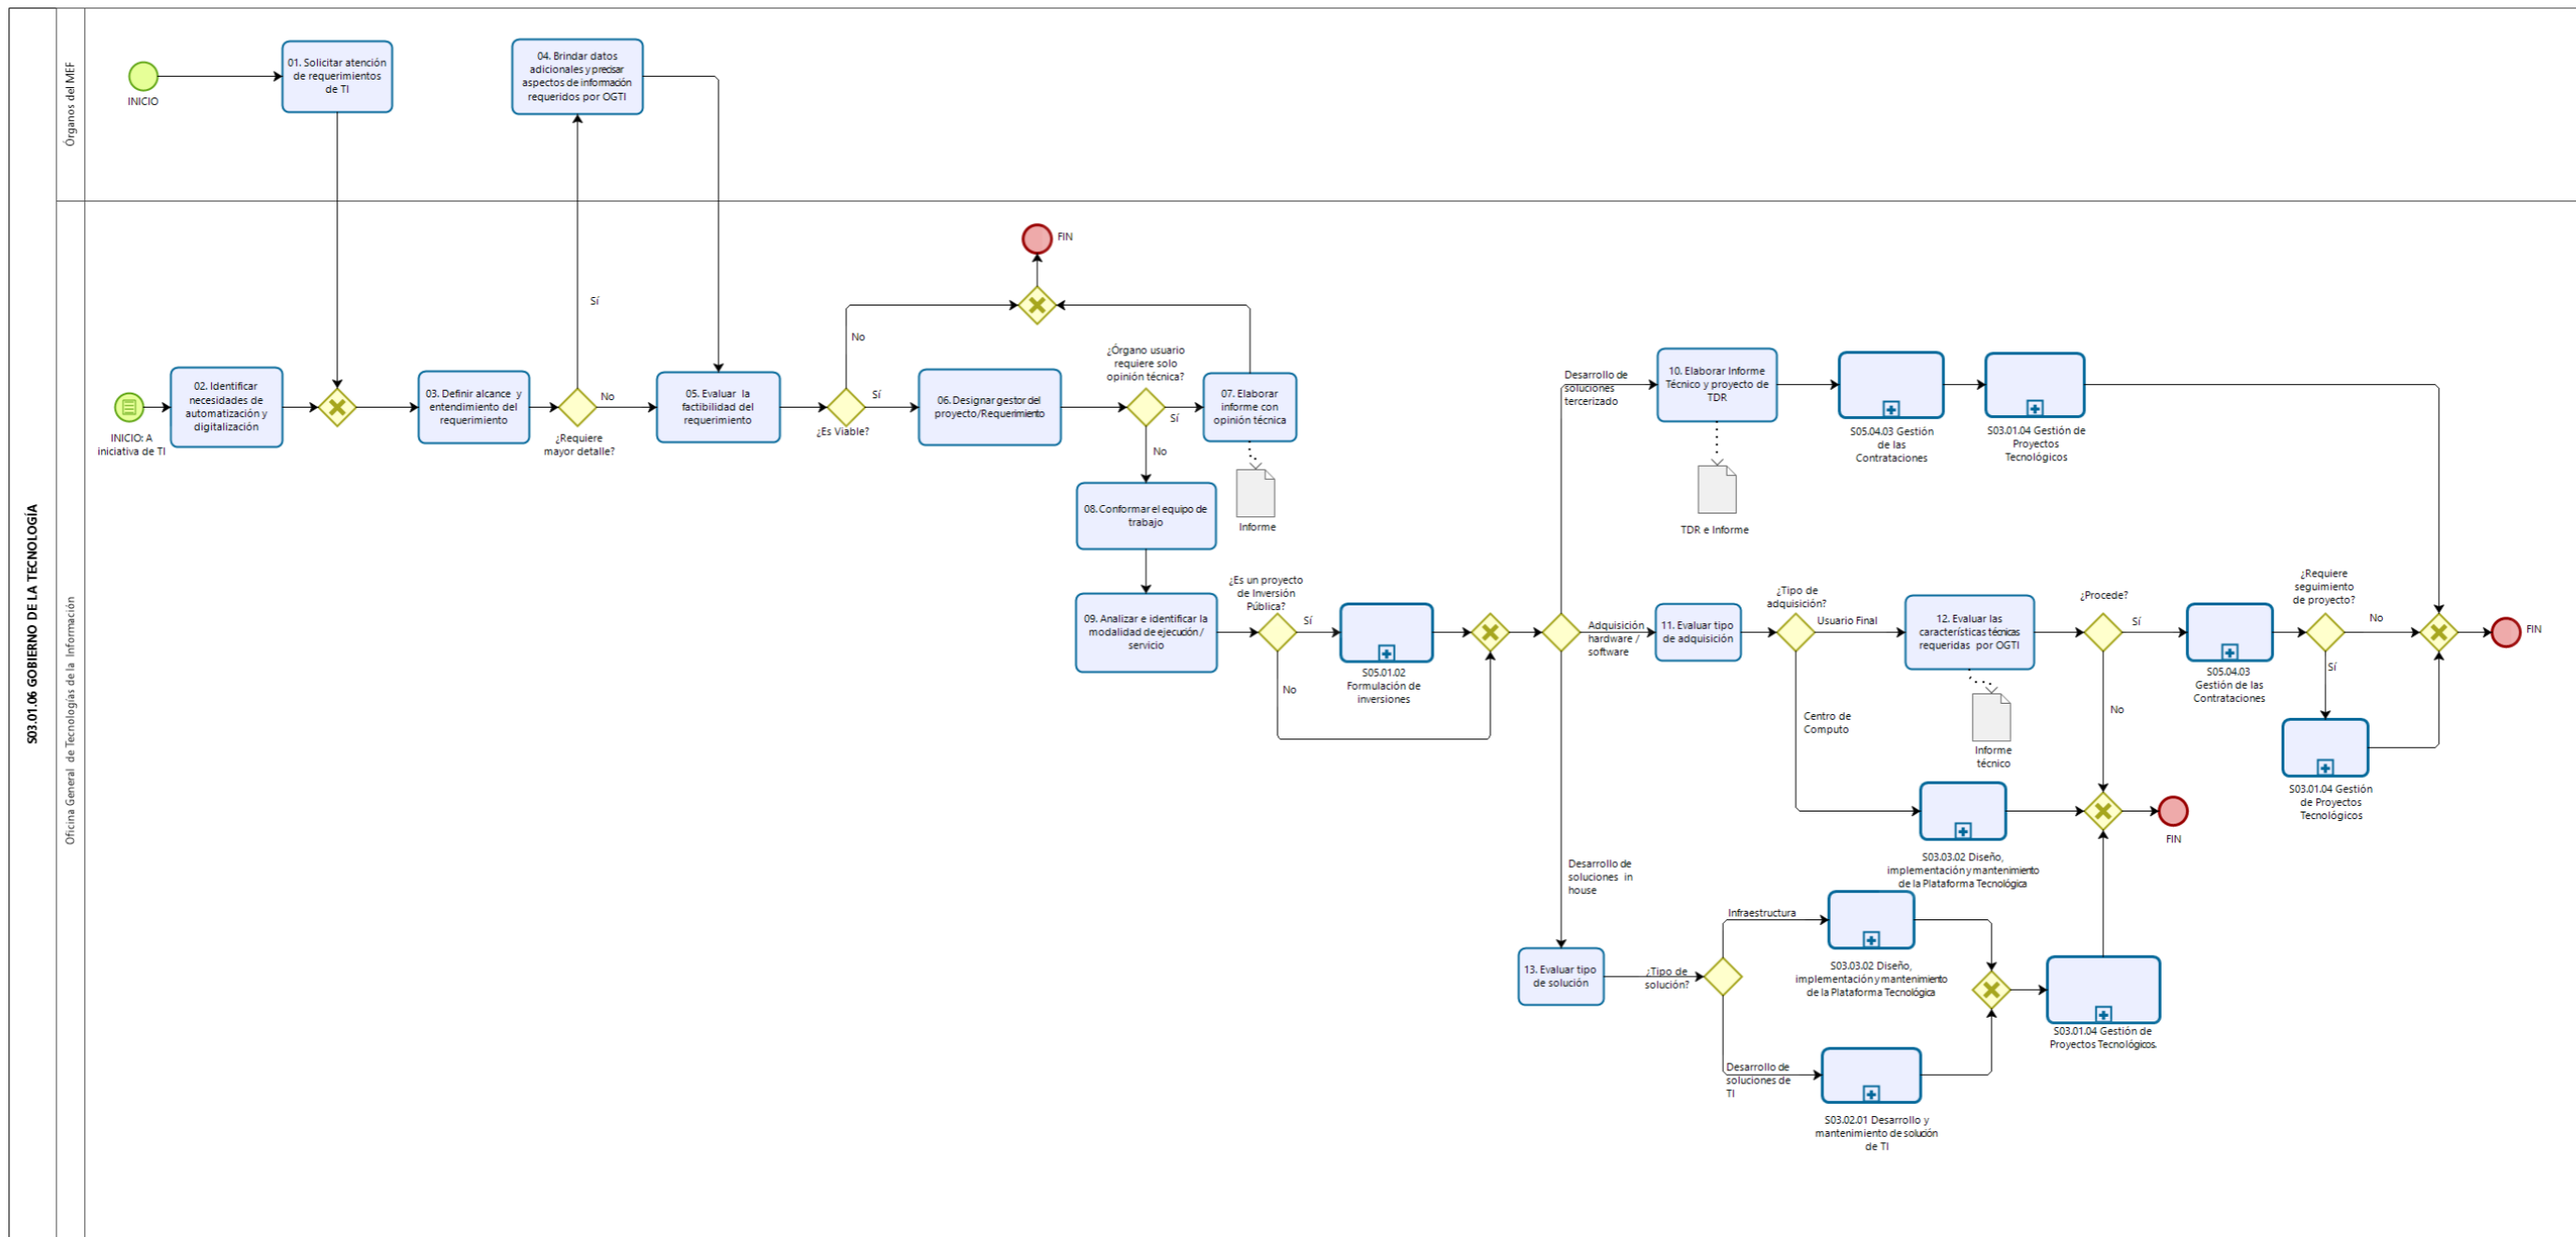 S03.01.06 GOBIERNO DE LA TECNOLOGÍA
Órganos del MEF
INICIO
01. Solicitar atención
de requerimientos
de TI
04. Brindar datos
adicionales y precisar
aspectos de información
requeridos por OGTI
Oficina General de Tecnologías de la Información
INICIO: A
iniciativa de TI
02. Identificar
necesidades de
automatización y
digitalización
03. Definir alcance y
entendimiento del
requerimiento
¿Requiere
mayor detalle?
Sí
No
05. Evaluar la
factibilidad del
requerimiento
¿Es Viable?
No
Sí
FIN
06. Designar gestor del
proyecto/Requerimiento
¿Órgano usuario
requiere solo
opinión técnica?
Sí
No
07. Elaborar
informe con
opinión técnica
Informe
08. Conformar el equipo de
trabajo
09. Analizar e identificar la
modalidad de ejecución /
servicio
¿Es un proyecto
de Inversión
Pública?
Sí
No
S05.01.02
Formulación de
inversiones
Desarrollo de
soluciones
tercerizado
10. Elaborar Informe
Técnico y proyecto de
TDR
TDR e Informe
S05.04.03 Gestión
de las
Contrataciones
S03.01.04 Gestión de
Proyectos
Tecnológicos
Adquisición
hardware /
software
11. Evaluar tipo
de adquisición
¿Tipo de
adquisición?
Usuario Final
12. Evaluar las
características técnicas
requeridas por OGTI
Informe
técnico
¿Procede?
Sí
No
S05.04.03
Gestión de las
Contrataciones
¿Requiere
seguimiento
de proyecto?
No
Sí
S03.01.04 Gestión
de Proyectos
Tecnológicos
FIN
Centro de
Computo
S03.03.02 Diseño,
implementación y mantenimiento
de la Plataforma Tecnológica
FIN
Desarrollo de
soluciones in
house
13. Evaluar tipo
de solución
¿Tipo de
solución?
Infraestructura
S03.03.02 Diseño,
implementación y mantenimiento
de la Plataforma Tecnológica
Desarrollo de
soluciones de
TI
S03.02.01 Desarrollo y
mantenimiento de solución
de TI
S03.01.04 Gestión de
Proyectos Tecnológicos.